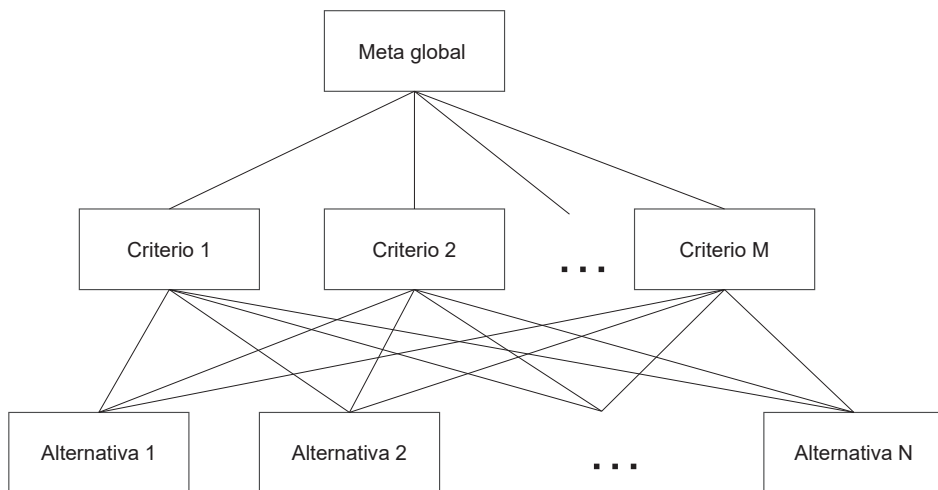 Meta global
Criterio 1
Criterio 2
...
Criterio M
Alternativa 1
Alternativa 2
...
Alternativa N